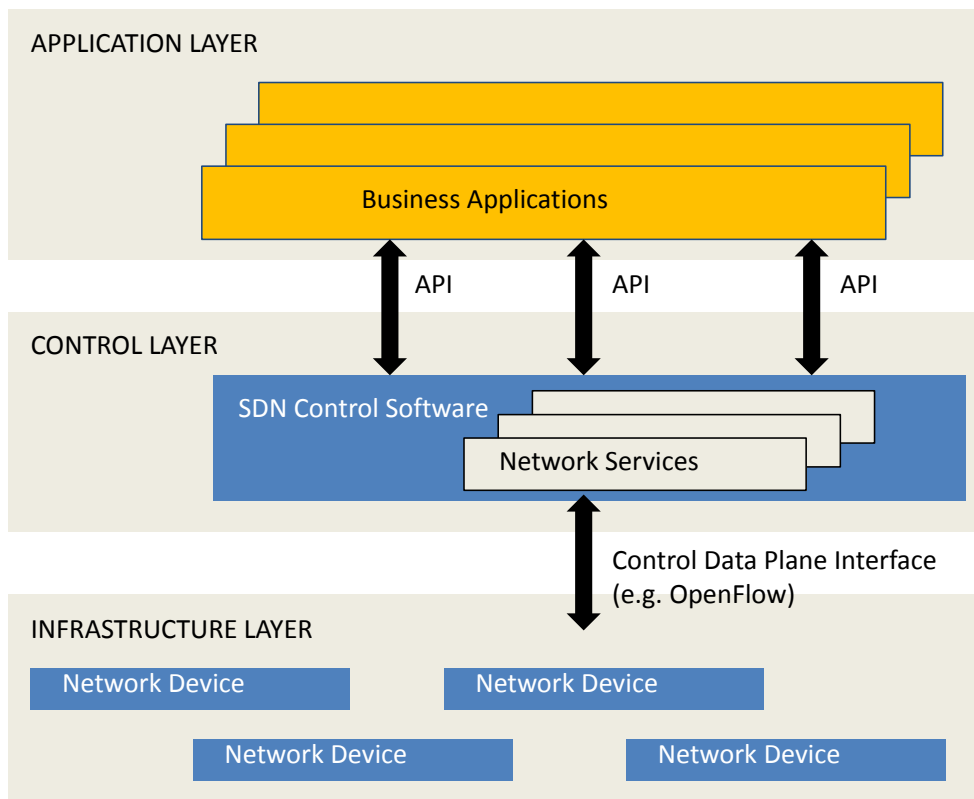 APPLICATION LAYER
Business Applications
API
API
API
CONTROL LAYER
SDN Control Software
Network Services
Control Data Plane Interface
(e.g. OpenFlow)
INFRASTRUCTURE LAYER
Network Device
Network Device
Network Device
Network Device